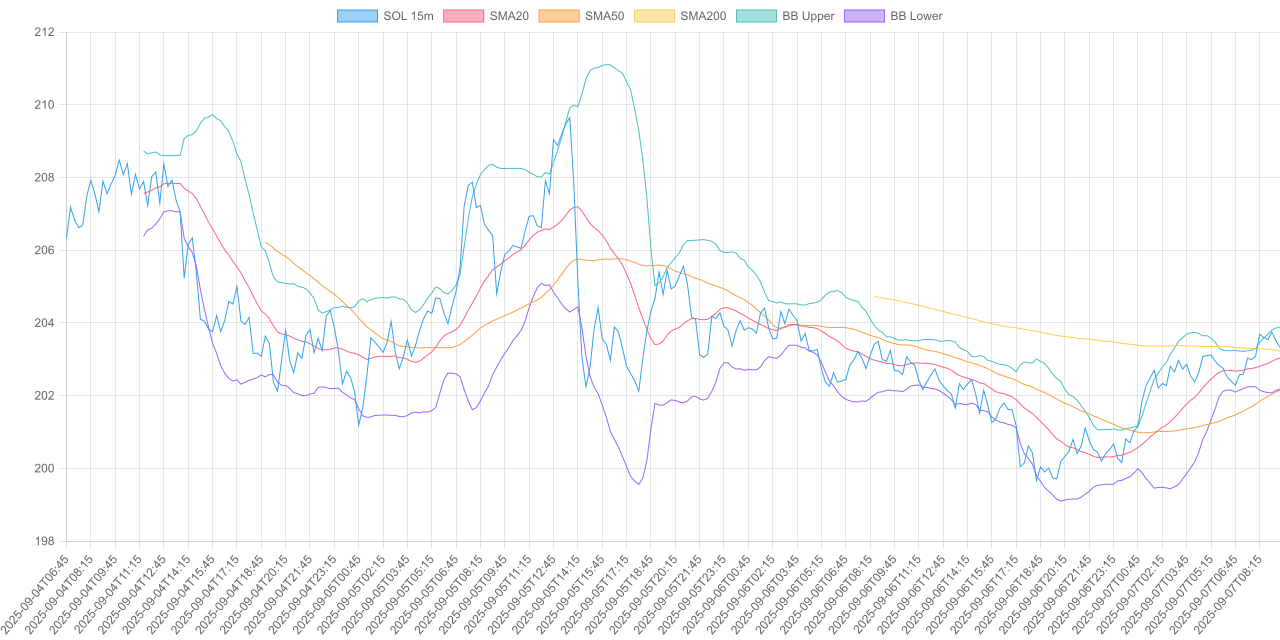 SOL 15m SMA20 SMA50 SMA200 BB Upper BB Lower
212
210
208
206
204
202
200
198
2025-09-04T06:45
2025-09-04T08:15
2025-09-04T09:45
2025-09-04T11:15
2025-09-04T12:45
2025-09-04T14:15
2025-09-04T15:45
2025-09-04T17:15
2025-09-04T18:45
2025-09-04T20:15
2025-09-04T21:45
2025-09-04T23:15
2025-09-05T00:45
2025-09-05T02:15
2025-09-05T03:45
2025-09-05T05:15
2025-09-05T06:45
2025-09-05T08:15
2025-09-05T09:45
2025-09-05T11:15
2025-09-05T12:45
2025-09-05T14:15
2025-09-05T15:45
2025-09-05T17:15
2025-09-05T18:45
2025-09-05T20:15
2025-09-05T21:45
2025-09-05T23:15
2025-09-06T00:45
2025-09-06T02:15
2025-09-06T03:45
2025-09-06T05:15
2025-09-06T06:45
2025-09-06T08:15
2025-09-06T09:45
2025-09-06T11:15
2025-09-06T12:45
2025-09-06T14:15
2025-09-06T15:45
2025-09-06T17:15
2025-09-06T18:45
2025-09-06T20:15
2025-09-06T21:45
2025-09-06T23:15
2025-09-07T00:45
2025-09-07T02:15
2025-09-07T03:45
2025-09-07T05:15
2025-09-07T06:45
2025-09-07T08:15